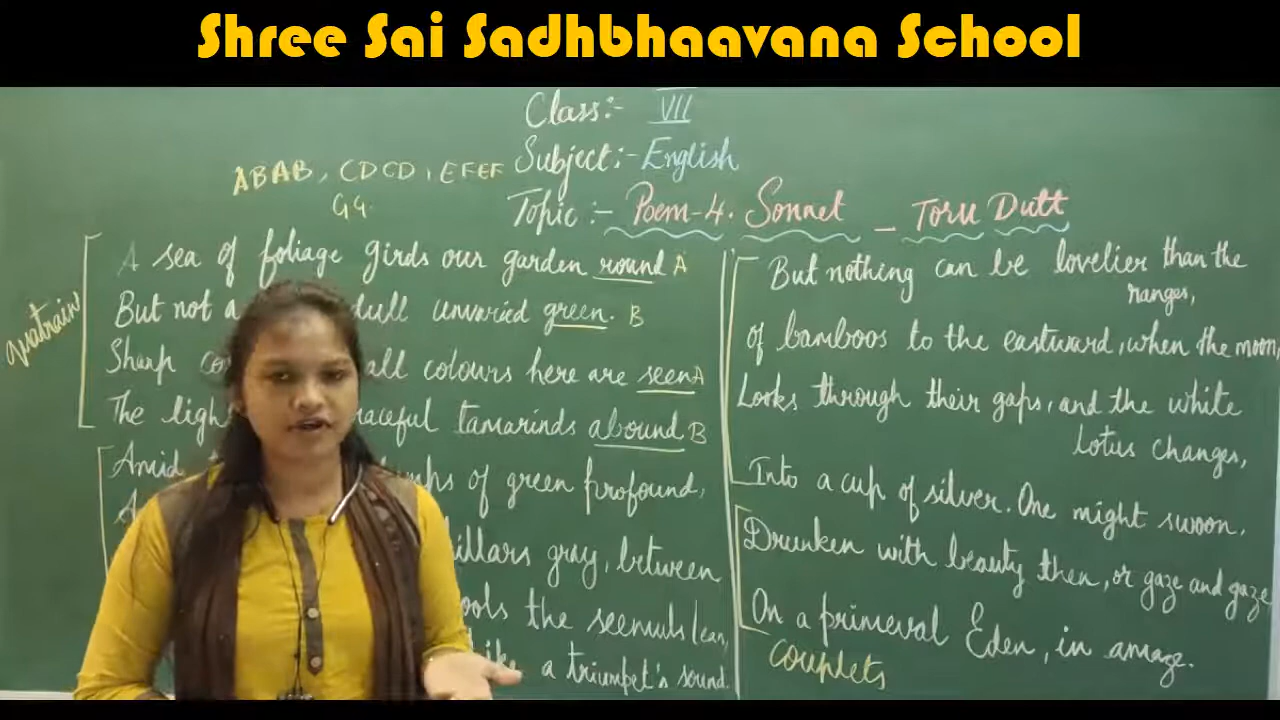 Shree Sai Sadhbhaavana School
Class:- VII
Subject:- English
Topic:- Poem-4. Sonnet - Toru Dutt
ABAB, CDCD, EFEF
GG
quatrain
A sea of foliage girds our garden round A
But not a dull unvaried green. B
Sharp all colours here are seen A
The tamarinds abound B
Amid of green profound,
pillars gray, between
the seemuls lean,
a triumpet's sound.
But nothing can be lovelier than the
ranges,
of bamboos to the eastward, when the moon,
Looks through their gaps, and the white
lotus changes,
Into a cup of silver. One might swoon,
Drunken with beauty then, or gaze and gaze
On a primeval Eden, in amaze.
couplets